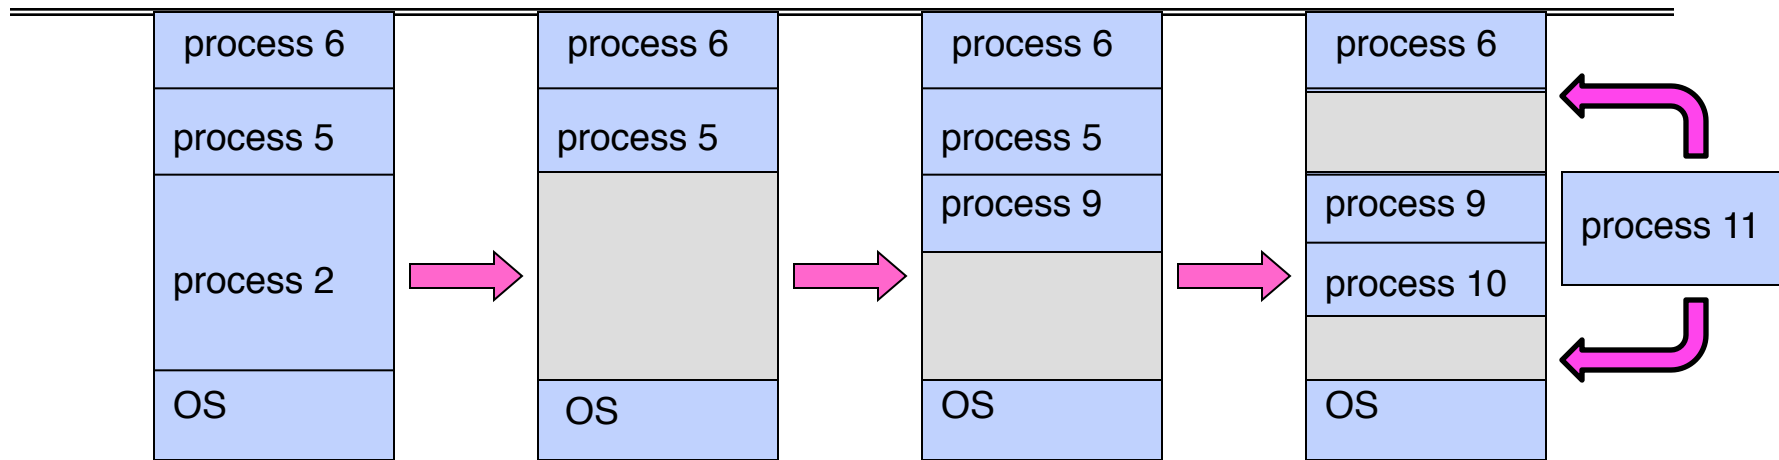 process 6
process 5
process 2
OS
process 6
process 5
OS
process 6
process 5
process 9
OS
process 6
process 9
process 10
OS
process 11